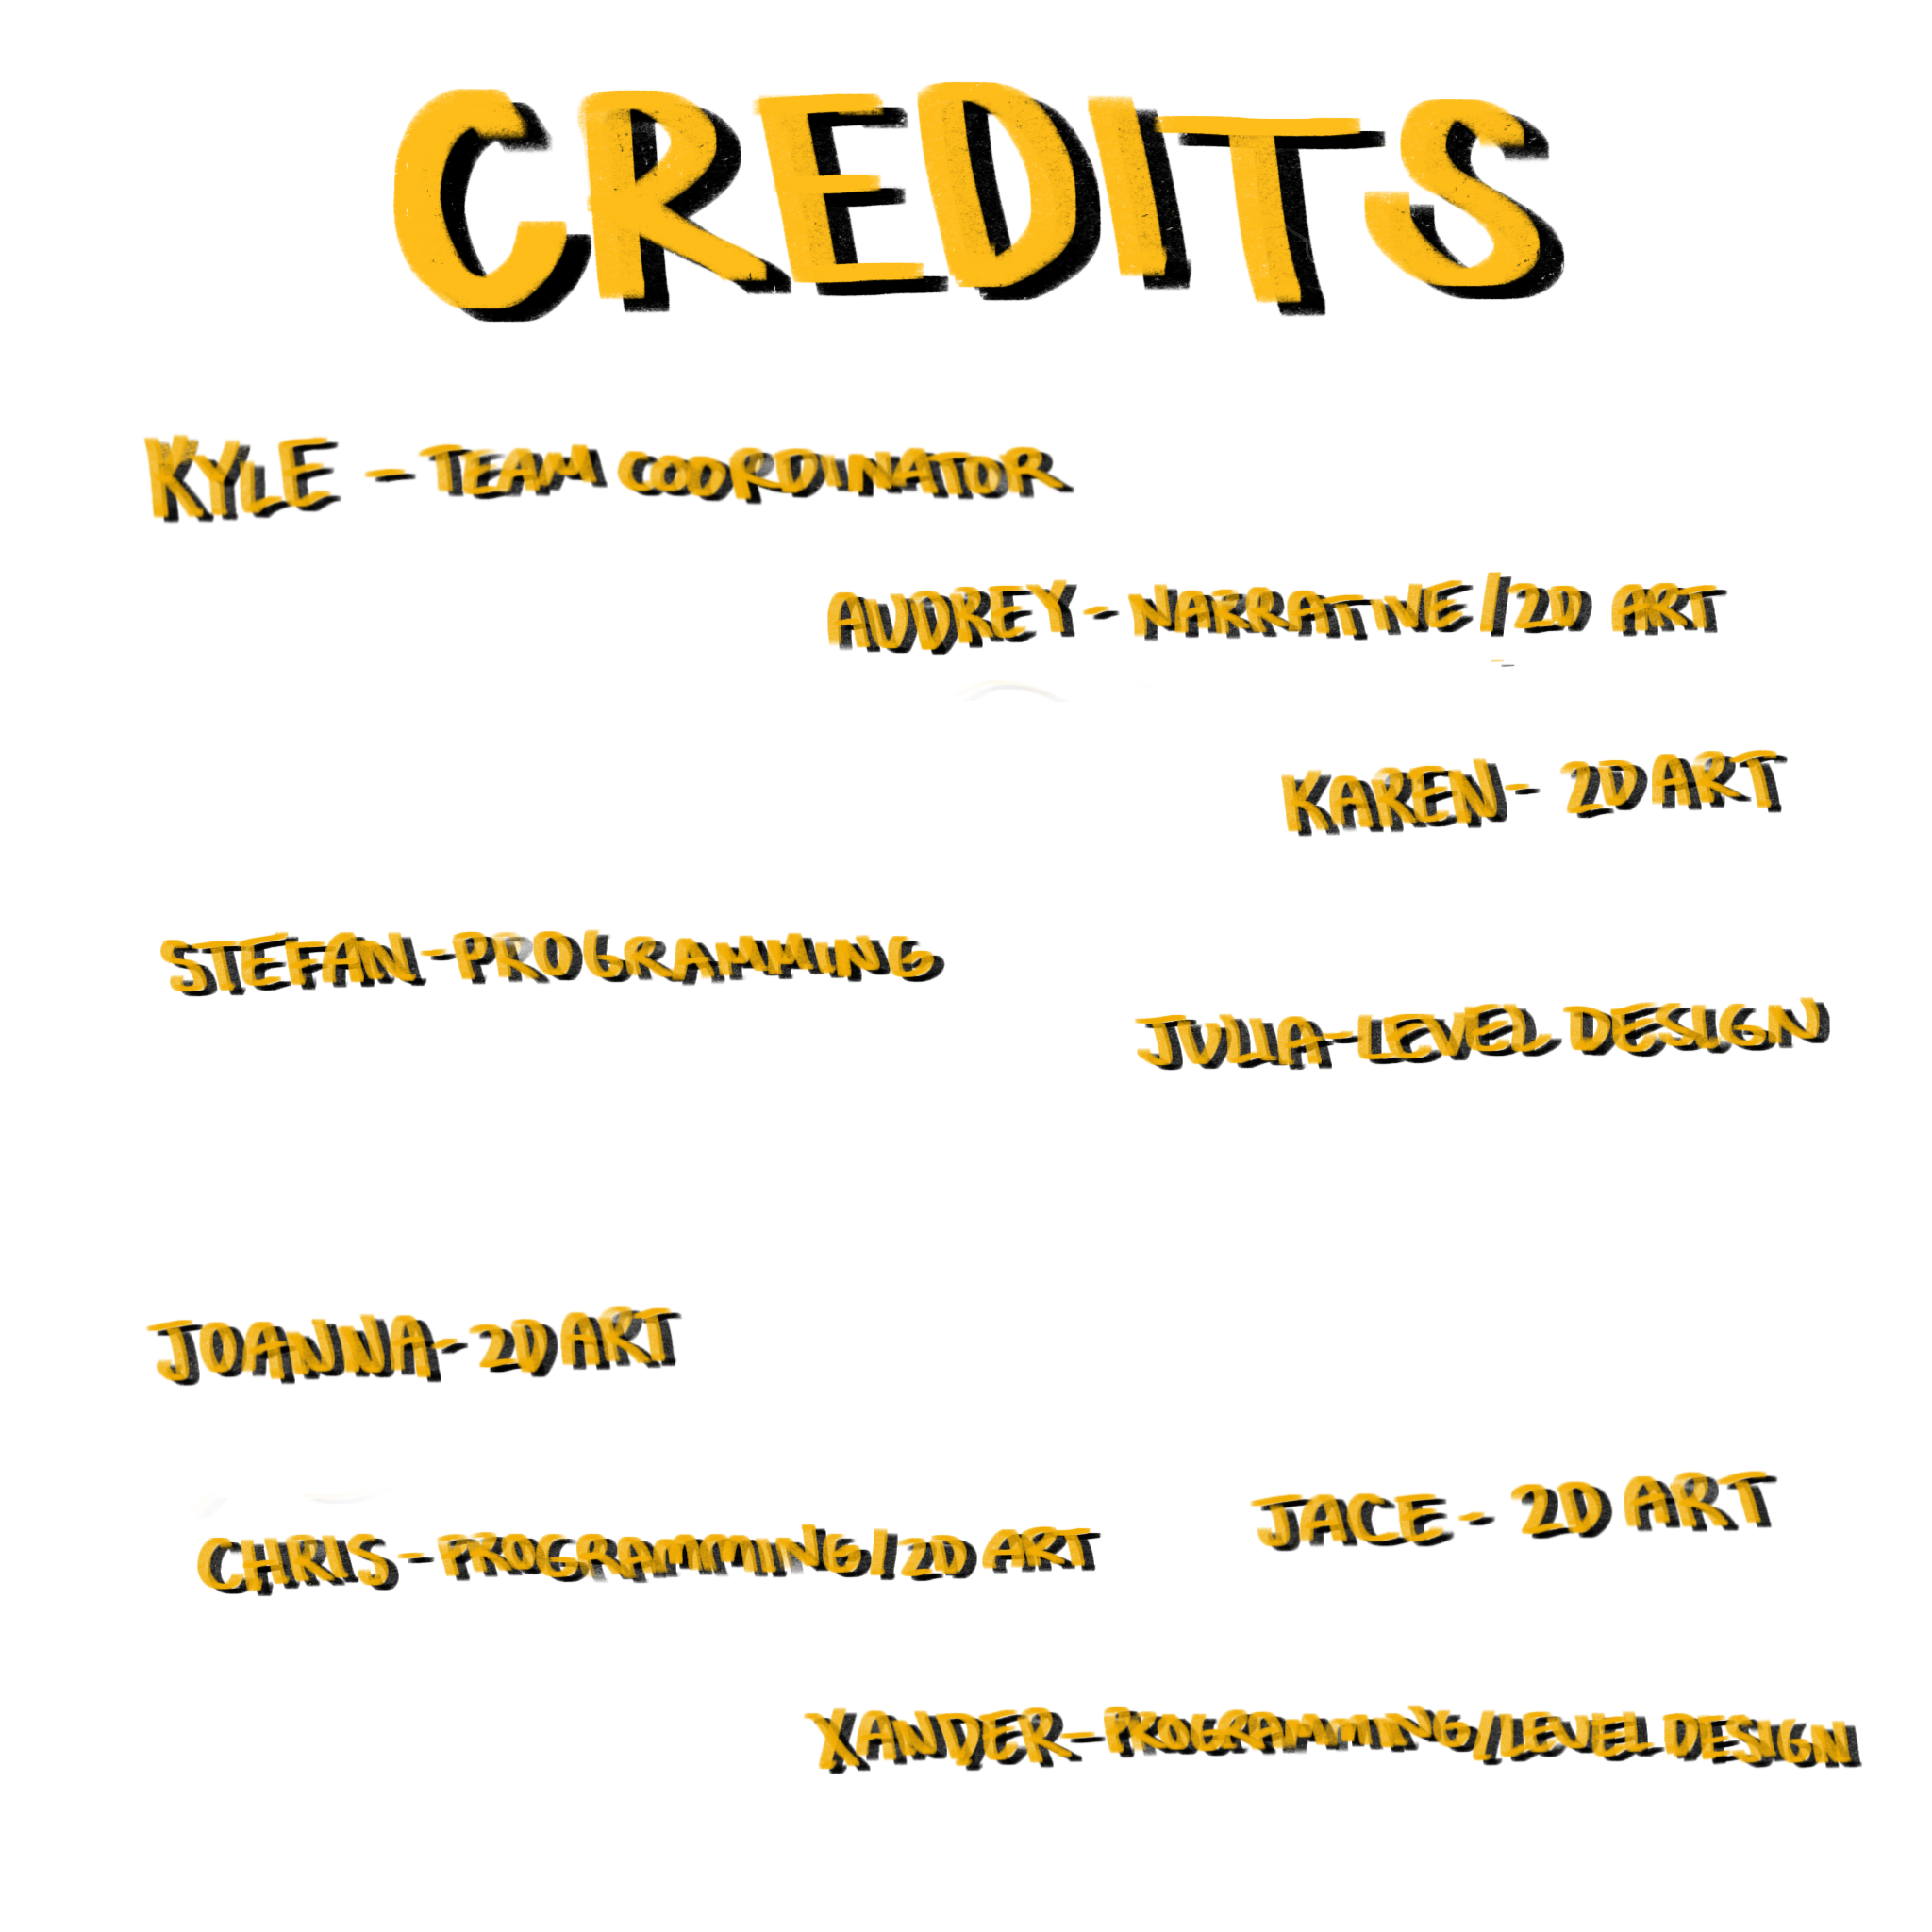 CREDITS
KYLE - TEAM COORDINATOR
AUDREY - NARRATIVE / 2D ART
KAREN - 2D ART
STEFAN - PROGRAMMING
JULIA - LEVEL DESIGN
JOANNA - 2D ART
JACE - 2D ART
CHRIS - PROGRAMMING / 2D ART
XANDER - PROGRAMMING / LEVEL DESIGN